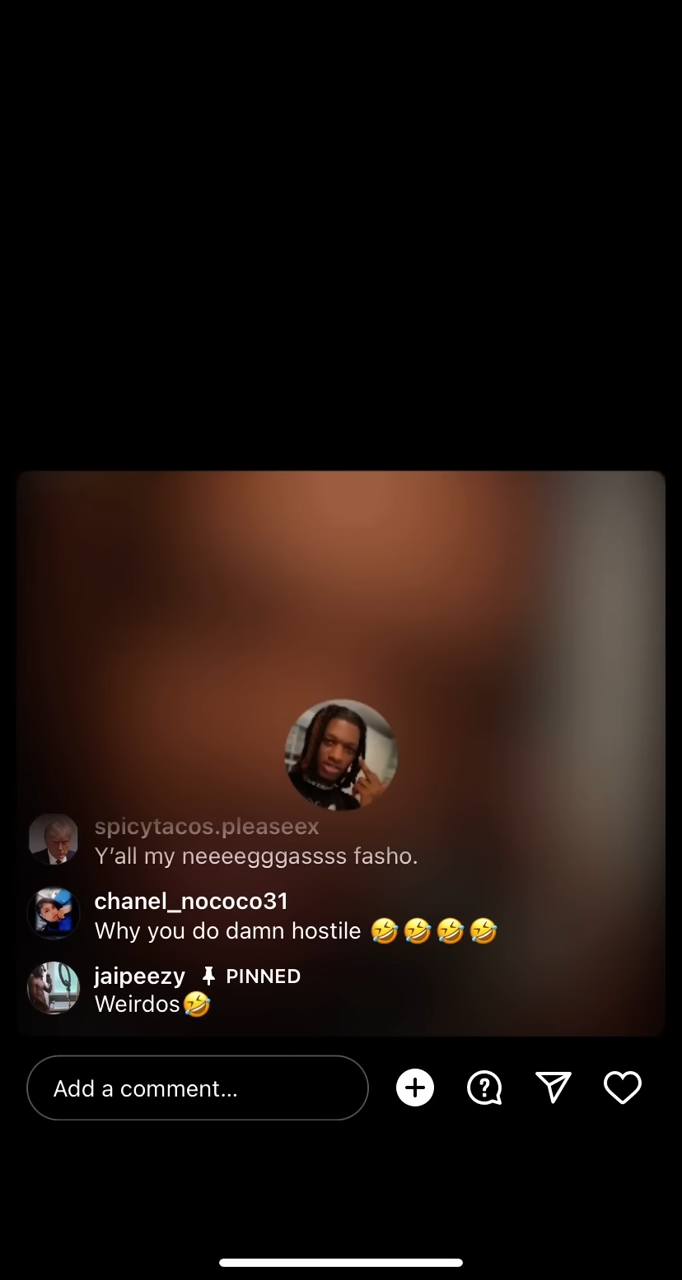 spicytacos.pleaseex
Y’all my neeeegggassss fasho.
chanel_nococo31
Why you do damn hostile 🤣🤣🤣🤣
jaipeezy PINNED
Weirdos🤣
Add a comment...